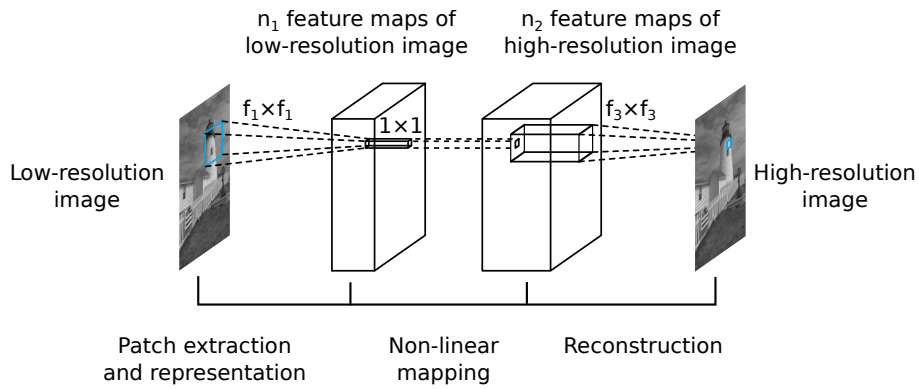 n₁ feature maps of
low-resolution image
n₂ feature maps of
high-resolution image
f₁×f₁
1×1
f₃×f₃
Low-resolution
image
High-resolution
image
Patch extraction
and representation
Non-linear
mapping
Reconstruction